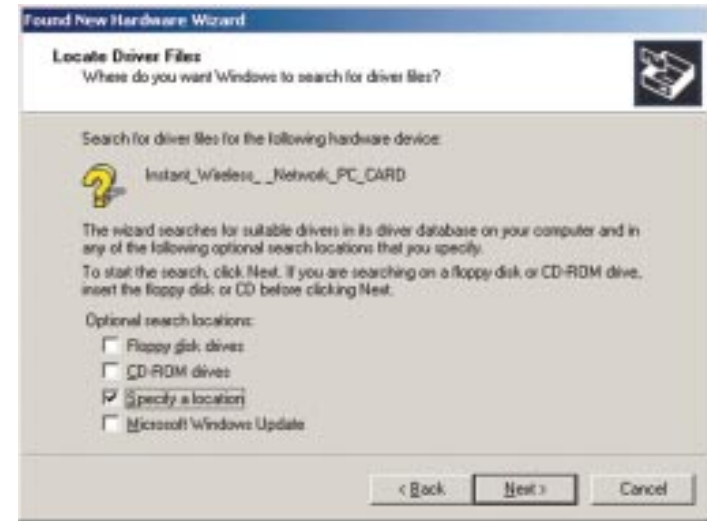 Found New Hardware Wizard
Locate Driver Files
Where do you want Windows to search for driver files?
Search for driver files for the following hardware device:
Instant_Wireless__Network_PC_CARD
The wizard searches for suitable drivers in its driver database on your computer and in
any of the following optional search locations that you specify.
To start the search, click Next. If you are searching on a floppy disk or CD-ROM drive,
insert the floppy disk or CD before clicking Next.
Optional search locations:
Floppy disk drives
CD-ROM drives
Specify a location
Microsoft Windows Update
< Back
Next >
Cancel